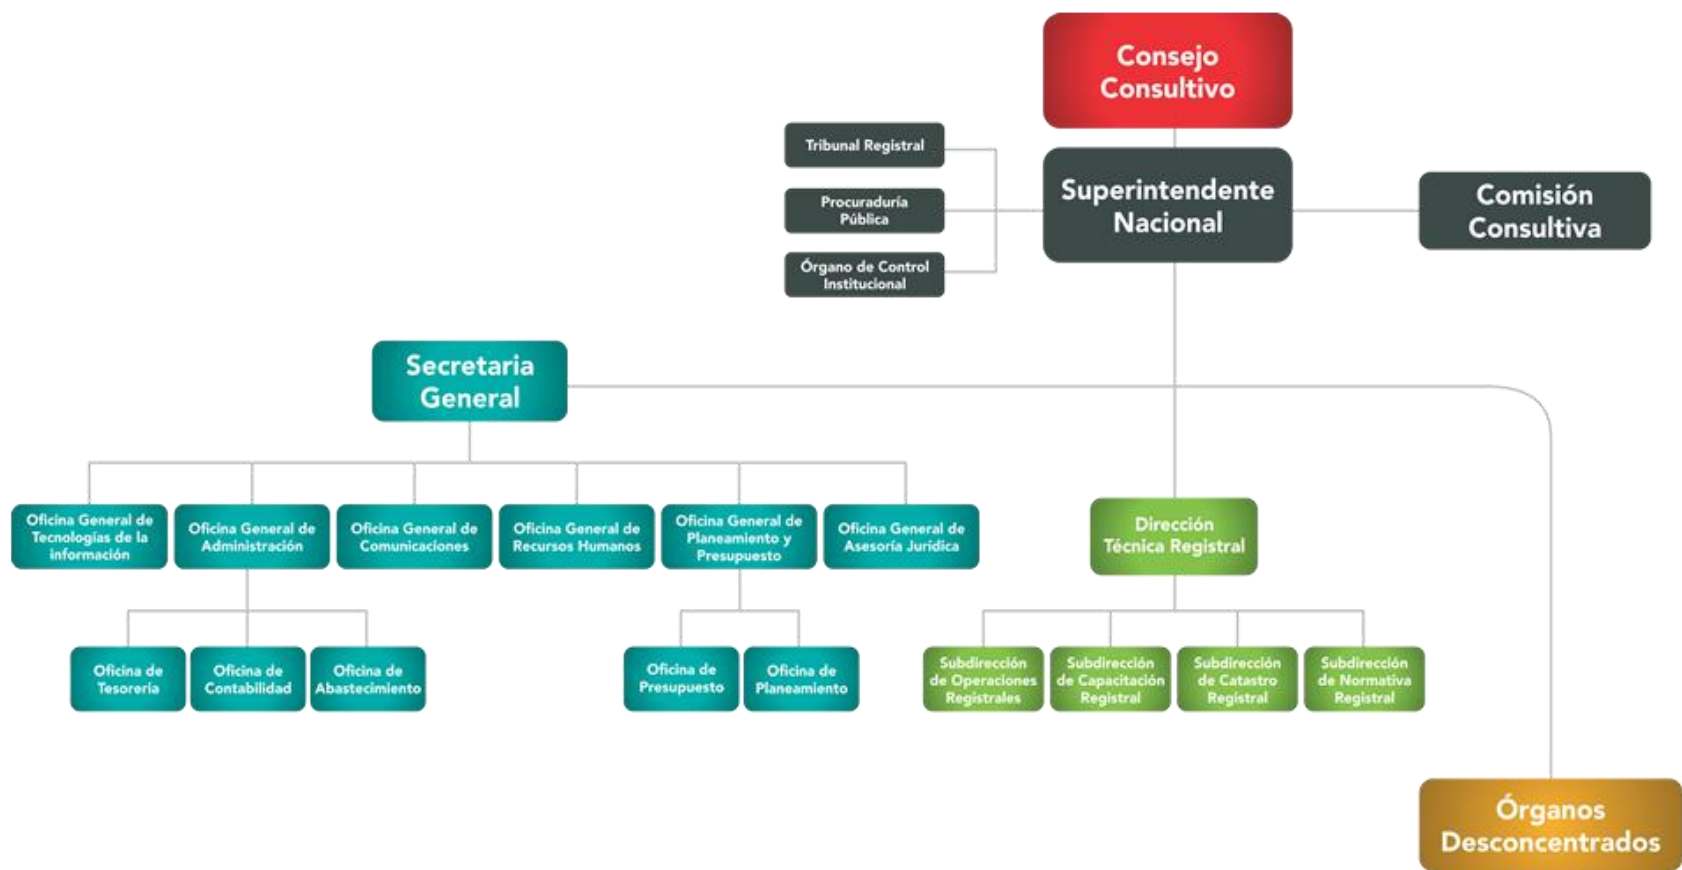 Consejo
Consultivo
Tribunal Registral
Procuraduría
Pública
Órgano de Control
Institucional
Superintendente
Nacional
Comisión
Consultiva
Secretaria
General
Oficina General de
Tecnologías de la
información
Oficina General de
Administración
Oficina General de
Comunicaciones
Oficina General de
Recursos Humanos
Oficina General de
Planeamiento y
Presupuesto
Oficina General de
Asesoría Jurídica
Dirección
Técnica Registral
Oficina de
Tesoreria
Oficina de
Contabilidad
Oficina de
Abastecimiento
Oficina de
Presupuesto
Oficina de
Planeamiento
Subdirección
de Operaciones
Registrales
Subdirección
de Capacitación
Registral
Subdirección
de Catastro
Registral
Subdirección
de Normativa
Registral
Órganos
Desconcentrados